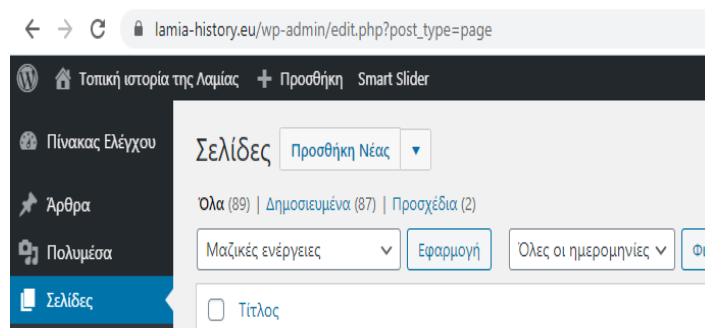 lamia-history.eu/wp-admin/edit.php?post_type=page
Τοπική ιστορία της Λαμίας + Προσθήκη Smart Slider
Πίνακας Ελέγχου
Σελίδες Προσθήκη Νέας
Άρθρα
Όλα (89) | Δημοσιευμένα (87) | Προσχέδια (2)
Πολυμέσα
Μαζικές ενέργειες Εφαρμογή Όλες οι ημερομηνίες
Σελίδες
Τίτλος